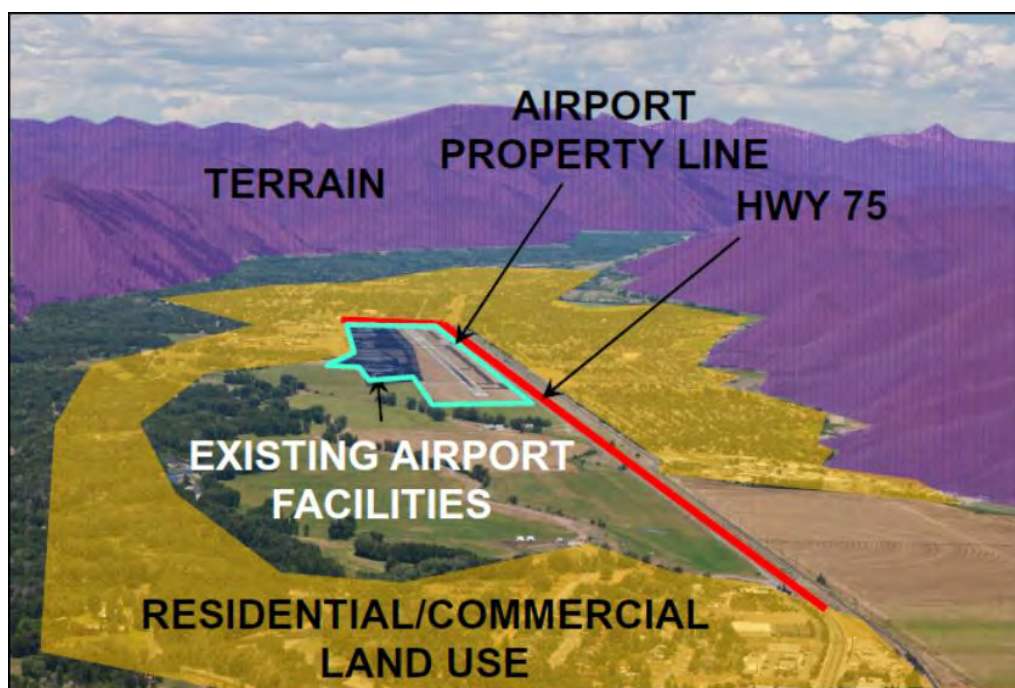 AIRPORT
PROPERTY LINE
TERRAIN
HWY 75
EXISTING AIRPORT
FACILITIES
RESIDENTIAL/COMMERCIAL
LAND USE